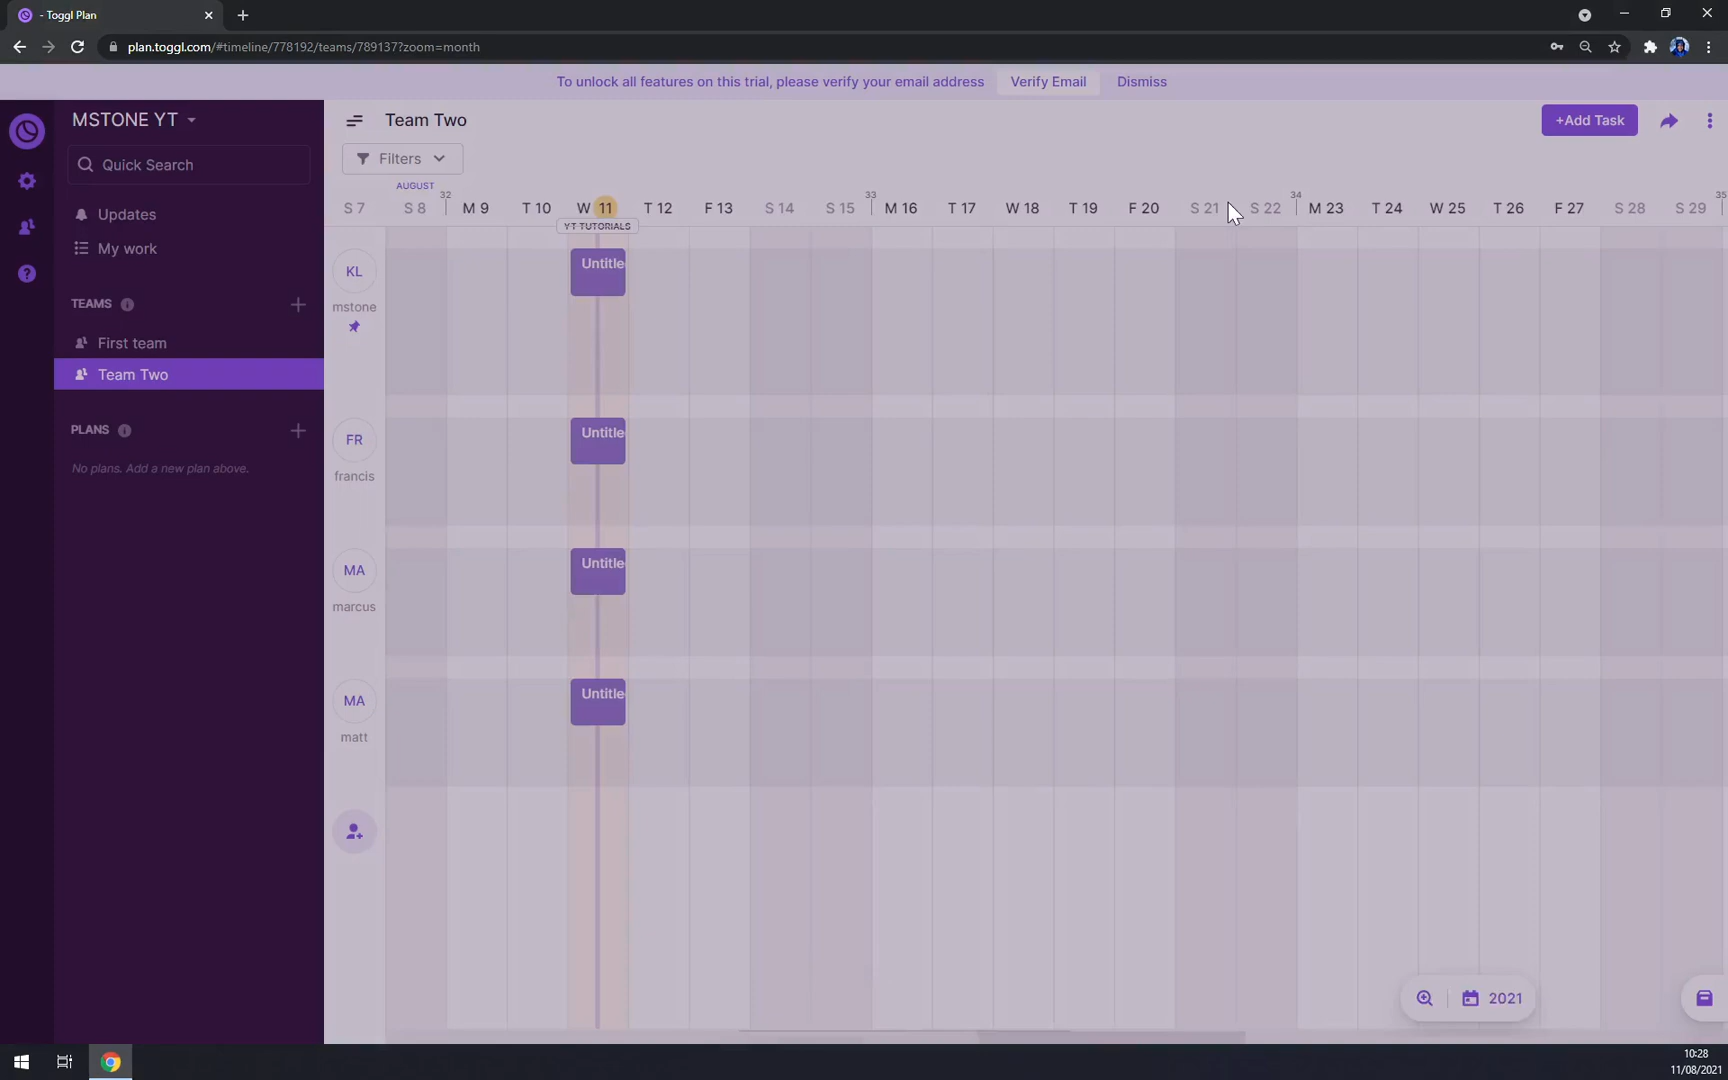 - Toggl Plan
plan.toggl.com/#timeline/778192/teams/789137?zoom=month
To unlock all features on this trial, please verify your email address Verify Email Dismiss
MSTONE YT
Quick Search
Updates
My work
TEAMS
First team
Team Two
PLANS
No plans. Add a new plan above.
Team Two
+Add Task
Filters
AUGUST 32 33 34 35
S 7 S 8 M 9 T 10 W 11 T 12 F 13 S 14 S 15 M 16 T 17 W 18 T 19 F 20 S 21 S 22 M 23 T 24 W 25 T 26 F 27 S 28 S 29
YT TUTORIALS
KL
mstone
Untitle
FR
francis
Untitle
MA
marcus
Untitle
MA
matt
Untitle
2021
10:28
11/08/2021